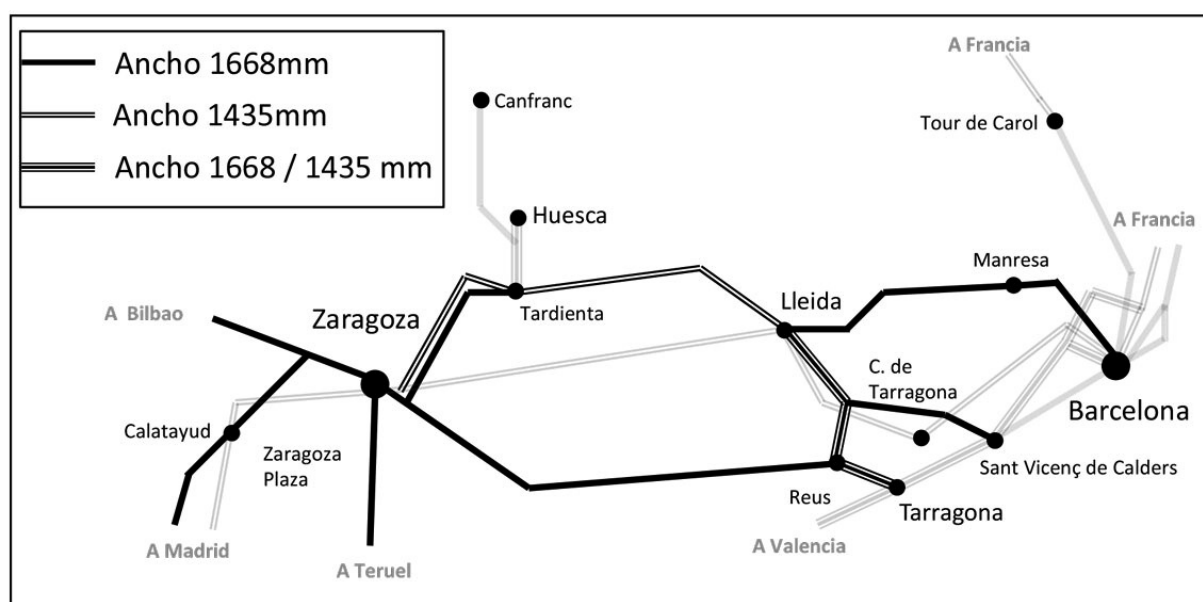 Ancho 1668mm
Ancho 1435mm
Ancho 1668 / 1435 mm
A Francia
Canfranc
Tour de Carol
Huesca
A Francia
Manresa
A Bilbao
Zaragoza
Tardienta
Lleida
C. de
Tarragona
Barcelona
Calatayud
Zaragoza
Plaza
Sant Vicenç de Calders
Reus
Tarragona
A Madrid
A Teruel
A Valencia